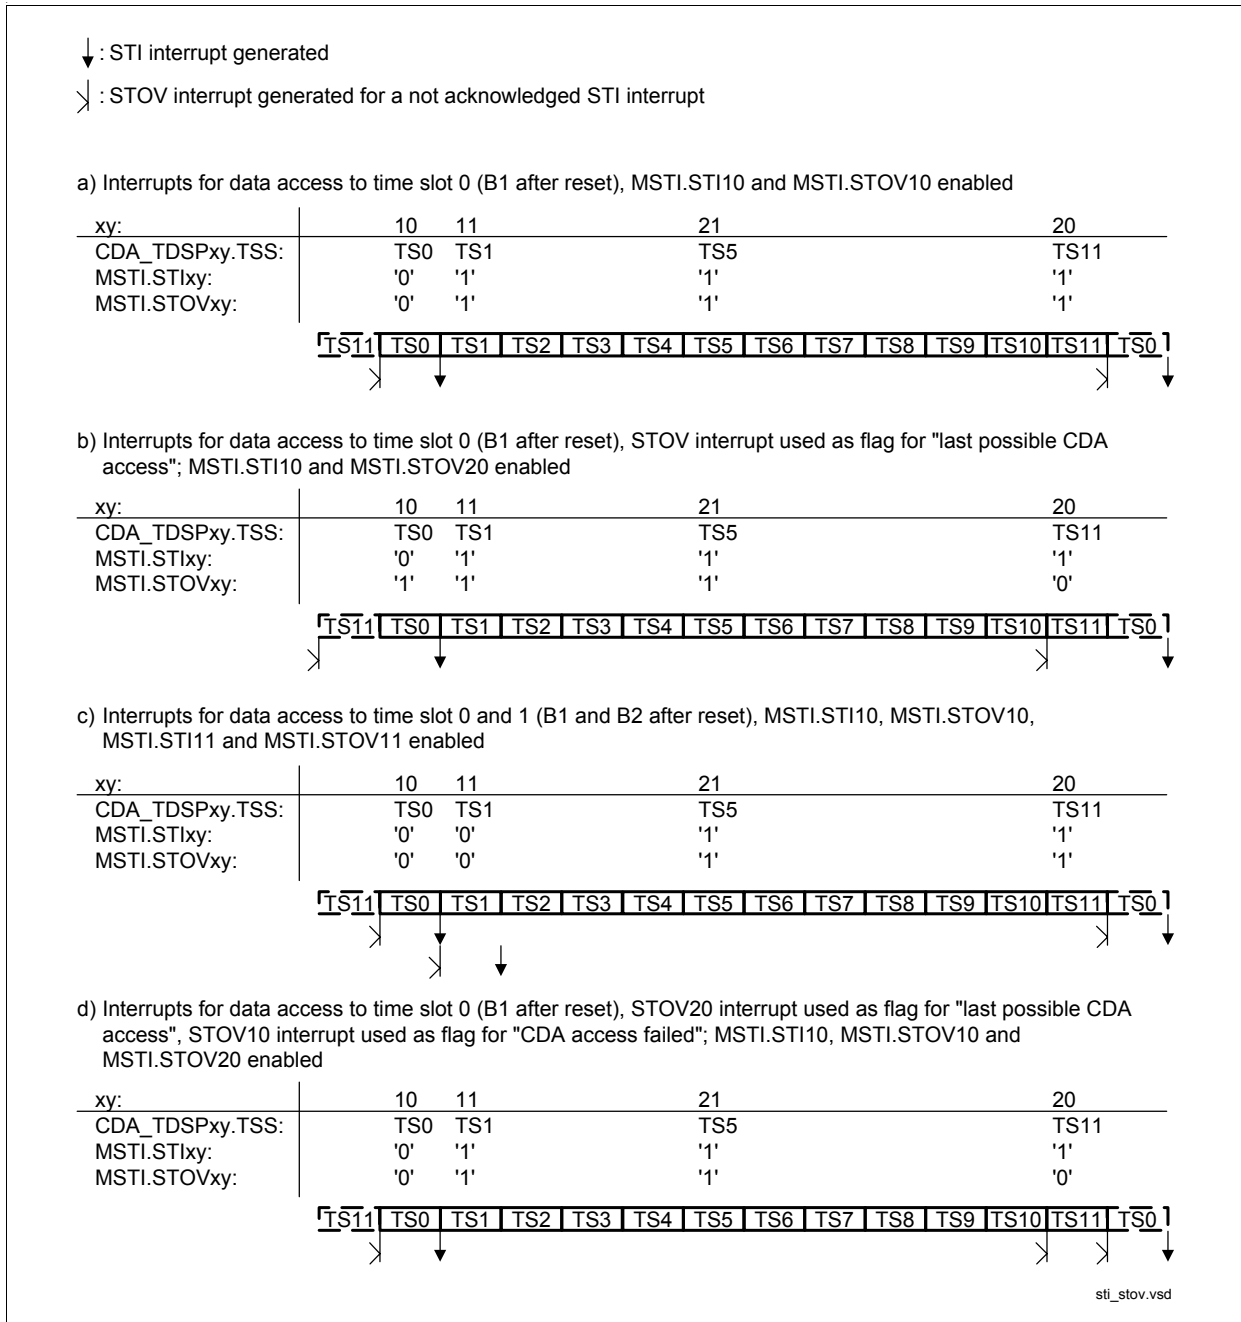 : STI interrupt generated
: STOV interrupt generated for a not acknowledged STI interrupt
a) Interrupts for data access to time slot 0 (B1 after reset), MSTI.STI10 and MSTI.STOV10 enabled
xy: 10 11 21 20
CDA_TDSPxy.TSS: TS0 TS1 TS5 TS11
MSTI.STIxy: '0' '1' '1' '1'
MSTI.STOVxy: '0' '1' '1' '1'
TS11 TS0 TS1 TS2 TS3 TS4 TS5 TS6 TS7 TS8 TS9 TS10 TS11 TS0
b) Interrupts for data access to time slot 0 (B1 after reset), STOV interrupt used as flag for "last possible CDA
access"; MSTI.STI10 and MSTI.STOV20 enabled
xy: 10 11 21 20
CDA_TDSPxy.TSS: TS0 TS1 TS5 TS11
MSTI.STIxy: '0' '1' '1' '1'
MSTI.STOVxy: '1' '1' '1' '0'
TS11 TS0 TS1 TS2 TS3 TS4 TS5 TS6 TS7 TS8 TS9 TS10 TS11 TS0
c) Interrupts for data access to time slot 0 and 1 (B1 and B2 after reset), MSTI.STI10, MSTI.STOV10,
MSTI.STI11 and MSTI.STOV11 enabled
xy: 10 11 21 20
CDA_TDSPxy.TSS: TS0 TS1 TS5 TS11
MSTI.STIxy: '0' '0' '1' '1'
MSTI.STOVxy: '0' '0' '1' '1'
TS11 TS0 TS1 TS2 TS3 TS4 TS5 TS6 TS7 TS8 TS9 TS10 TS11 TS0
d) Interrupts for data access to time slot 0 (B1 after reset), STOV20 interrupt used as flag for "last possible CDA
access", STOV10 interrupt used as flag for "CDA access failed"; MSTI.STI10, MSTI.STOV10 and
MSTI.STOV20 enabled
xy: 10 11 21 20
CDA_TDSPxy.TSS: TS0 TS1 TS5 TS11
MSTI.STIxy: '0' '1' '1' '1'
MSTI.STOVxy: '0' '1' '1' '0'
TS11 TS0 TS1 TS2 TS3 TS4 TS5 TS6 TS7 TS8 TS9 TS10 TS11 TS0
sti_stov.vsd